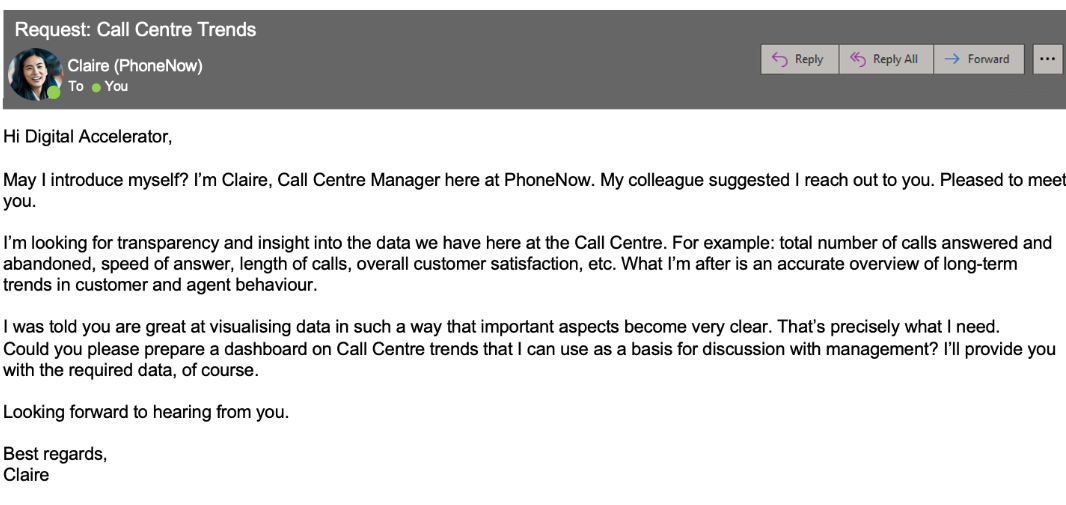 Request: Call Centre Trends
Claire (PhoneNow)
To You
Reply Reply All Forward
Hi Digital Accelerator,
May I introduce myself? I'm Claire, Call Centre Manager here at PhoneNow. My colleague suggested I reach out to you. Pleased to meet
you.
I'm looking for transparency and insight into the data we have here at the Call Centre. For example: total number of calls answered and
abandoned, speed of answer, length of calls, overall customer satisfaction, etc. What I'm after is an accurate overview of long-term
trends in customer and agent behaviour.
I was told you are great at visualising data in such a way that important aspects become very clear. That's precisely what I need.
Could you please prepare a dashboard on Call Centre trends that I can use as a basis for discussion with management? I'll provide you
with the required data, of course.
Looking forward to hearing from you.
Best regards,
Claire